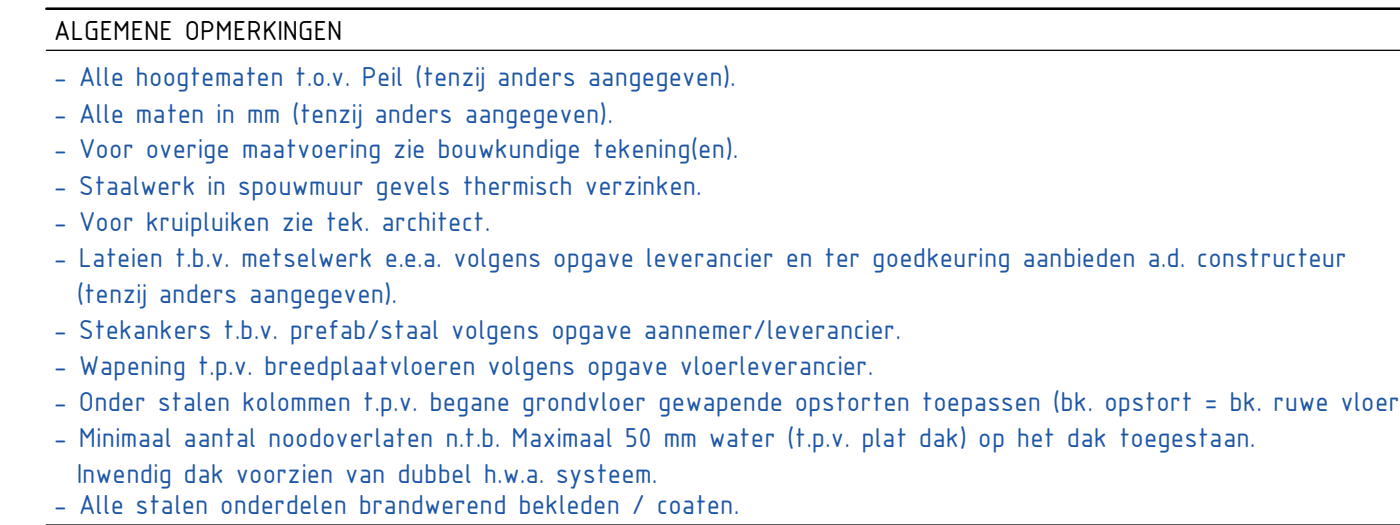 ALGEMENE OPMERKINGEN
- Alle hoogtematen t.o.v. Peil (tenzij anders aangegeven).
- Alle maten in mm (tenzij anders aangegeven).
- Voor overige maatvoering zie bouwkundige tekening(en).
- Staalwerk in spouwmuur gevels thermisch verzinken.
- Voor kruipluiken zie tek. architect.
- Lateien t.b.v. metselwerk e.e.a. volgens opgave leverancier en ter goedkeuring aanbieden a.d. constructeur
(tenzij anders aangegeven).
- Stekankers t.b.v. prefab/staal volgens opgave aannemer/leverancier.
- Wapening t.p.v. breedplaatvloeren volgens opgave vloerleverancier.
- Onder stalen kolommen t.p.v. begane grondvloer gewapende opstorten toepassen (bk. opstort = bk. ruwe vloer
- Minimaal aantal noodoverlaten n.t.b. Maximaal 50 mm water (t.p.v. plat dak) op het dak toegestaan.
Inwendig dak voorzien van dubbel h.w.a. systeem.
- Alle stalen onderdelen brandwerend bekleden / coaten.